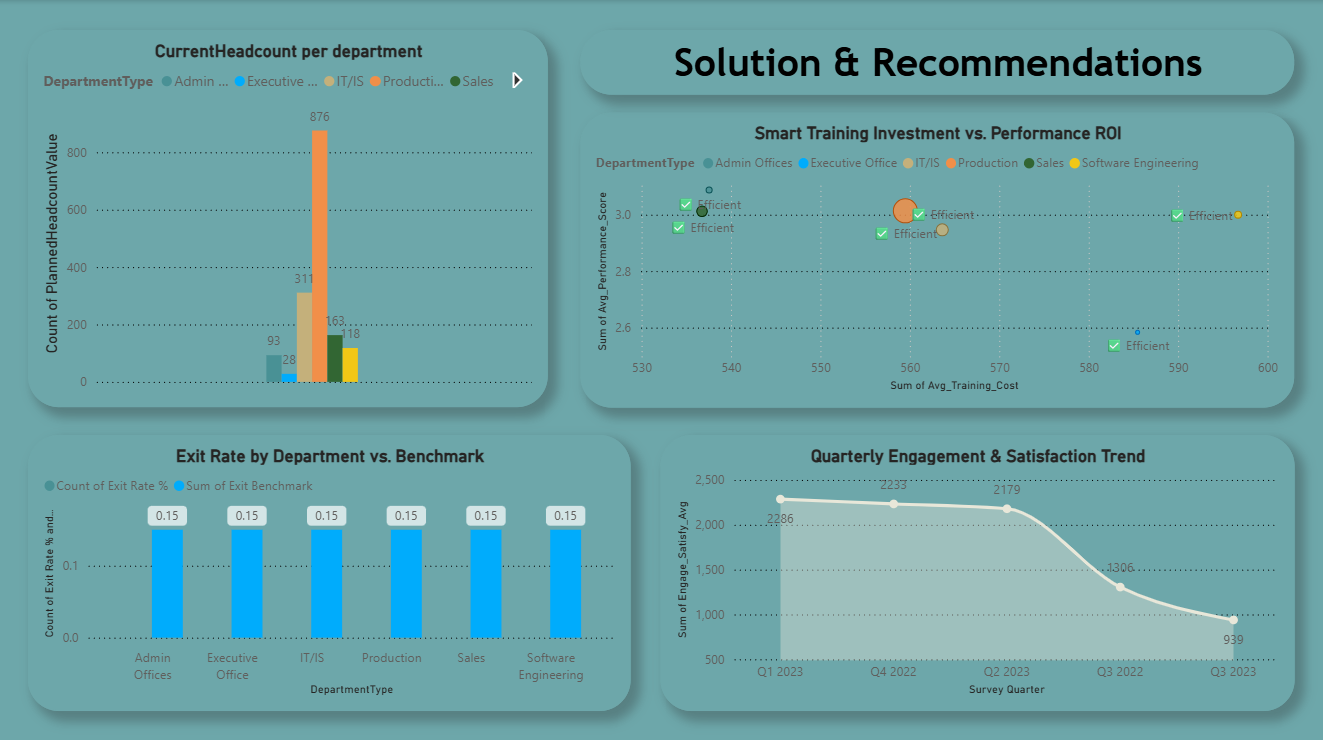 CurrentHeadcount per department
DepartmentType Admin ... Executive ... IT/IS Producti... Sales
Count of PlannedHeadcountValue
800
600
400
200
0
93
28
311
876
163
118
Solution & Recommendations
Smart Training Investment vs. Performance ROI
DepartmentType Admin Offices Executive Office IT/IS Production Sales Software Engineering
Sum of Avg_Performance_Score
3.0
2.8
2.6
Efficient
Efficient
Efficient
Efficient
Efficient
Efficient
530 540 550 560 570 580 590 600
Sum of Avg_Training_Cost
Exit Rate by Department vs. Benchmark
Count of Exit Rate % Sum of Exit Benchmark
Count of Exit Rate % and...
0.1
0.0
0.15 0.15 0.15 0.15 0.15 0.15
Admin Offices
Executive Office
IT/IS
Production
Sales
Software Engineering
DepartmentType
Quarterly Engagement & Satisfaction Trend
Sum of Engage_Satisfy_Avg
2,500
2,000
1,500
1,000
500
2286
2233
2179
1306
939
Q1 2023 Q4 2022 Q2 2023 Q3 2022 Q3 2023
Survey Quarter